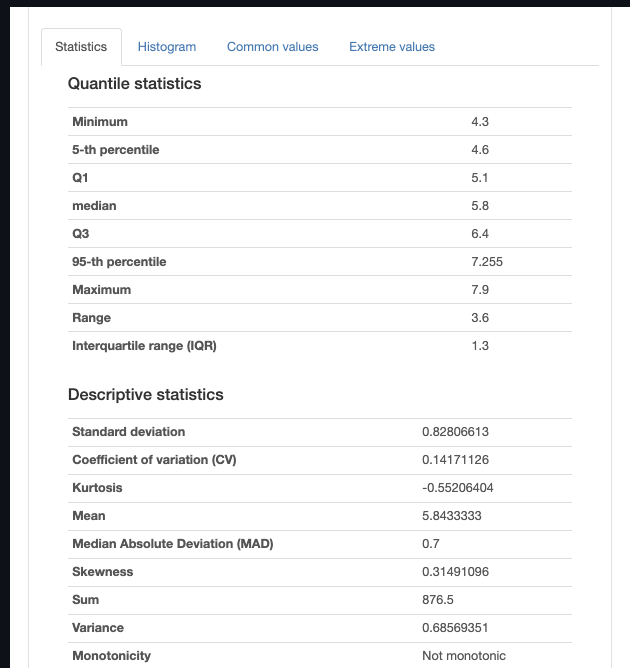 Statistics Histogram Common values Extreme values
Quantile statistics
Minimum 4.3
5-th percentile 4.6
Q1 5.1
median 5.8
Q3 6.4
95-th percentile 7.255
Maximum 7.9
Range 3.6
Interquartile range (IQR) 1.3
Descriptive statistics
Standard deviation 0.82806613
Coefficient of variation (CV) 0.14171126
Kurtosis -0.55206404
Mean 5.8433333
Median Absolute Deviation (MAD) 0.7
Skewness 0.31491096
Sum 876.5
Variance 0.68569351
Monotonicity Not monotonic